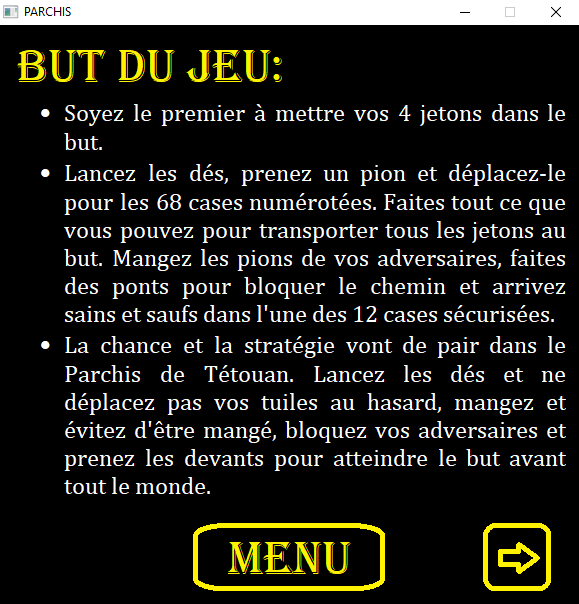 PARCHIS
BUT DU JEU:
• Soyez le premier à mettre vos 4 jetons dans le
but.
• Lancez les dés, prenez un pion et déplacez-le
pour les 68 cases numérotées. Faites tout ce que
vous pouvez pour transporter tous les jetons au
but. Mangez les pions de vos adversaires, faites
des ponts pour bloquer le chemin et arrivez
sains et saufs dans l'une des 12 cases sécurisées.
• La chance et la stratégie vont de pair dans le
Parchis de Tétouan. Lancez les dés et ne
déplacez pas vos tuiles au hasard, mangez et
évitez d'être mangé, bloquez vos adversaires et
prenez les devants pour atteindre le but avant
tout le monde.
MENU